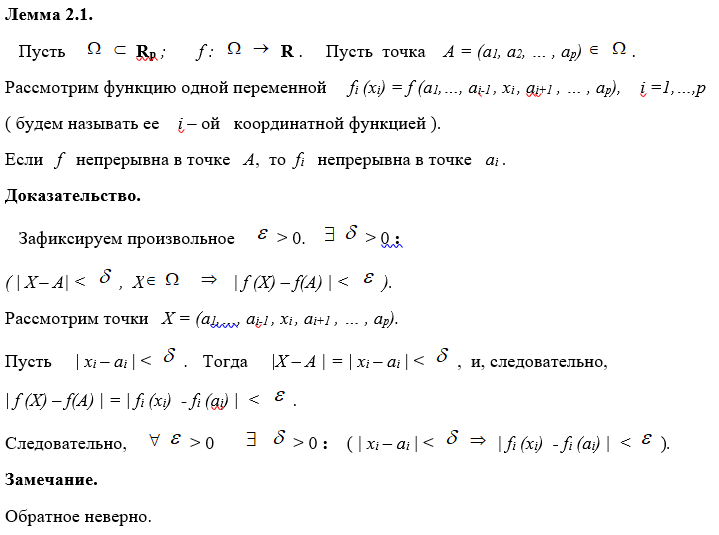 Лемма 2.1.
Пусть Ω ⊂ Rp ; f : Ω → R . Пусть точка A = (a1, a2, … , ap) ∈ Ω .
Рассмотрим функцию одной переменной fi (xi) = f (a1,…, ai-1 , xi , ai+1 , … , ap), i =1,…,p
( будем называть ее i – ой координатной функцией ).
Если f непрерывна в точке A, то fi непрерывна в точке ai .
Доказательство.
Зафиксируем произвольное ε > 0. ∃ δ > 0 :
( | X – A| < δ , X∈ Ω ⇒ | f (X) – f(A) | < ε ).
Рассмотрим точки X = (a1,…, ai-1 , xi , ai+1 , … , ap).
Пусть | xi – ai | < δ . Тогда |X – A | = | xi – ai | < δ , и, следовательно,
| f (X) – f(A) | = | fi (xi) - fi (ai) | < ε .
Следовательно, ∀ ε > 0 ∃ δ > 0 : ( | xi – ai | < δ ⇒ | fi (xi) - fi (ai) | < ε ).
Замечание.
Обратное неверно.